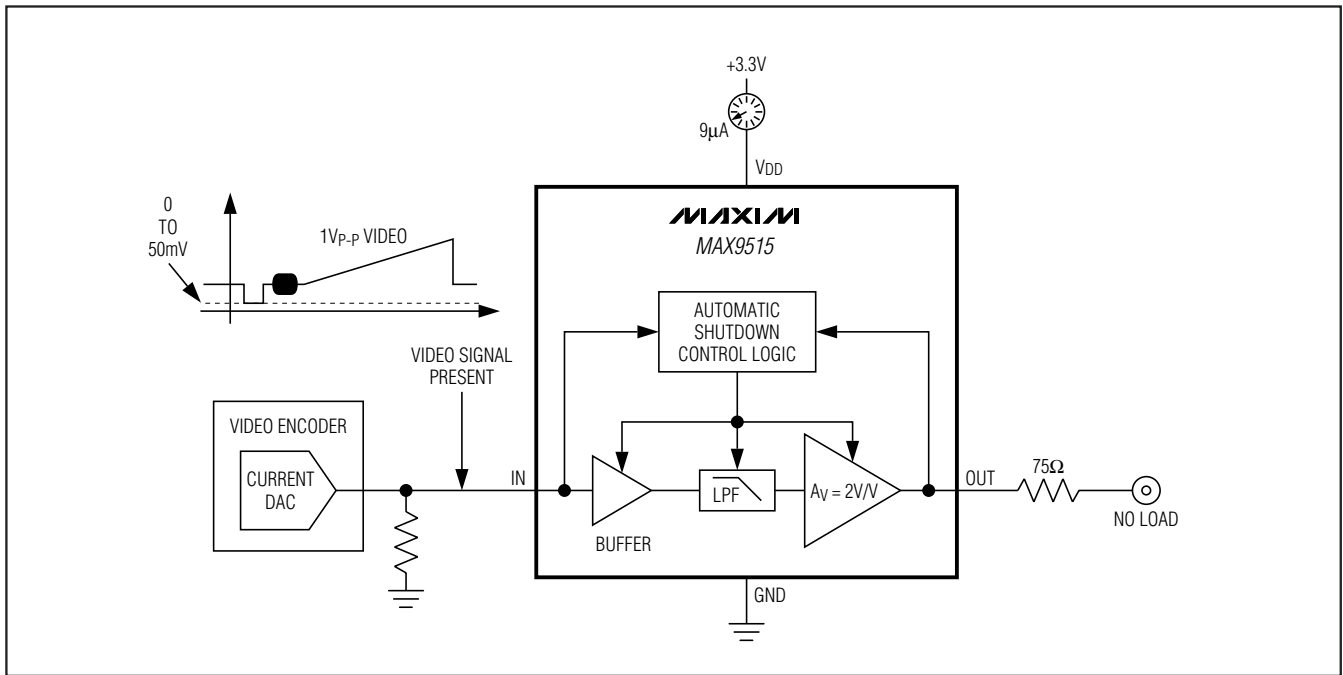 +3.3V
9µA
VDD
0
TO
50mV
1VP-P VIDEO
MAXIM
MAX9515
AUTOMATIC
SHUTDOWN
CONTROL LOGIC
VIDEO SIGNAL
PRESENT
VIDEO ENCODER
CURRENT
DAC
IN
BUFFER
LPF
AV = 2V/V
OUT
75Ω
NO LOAD
GND